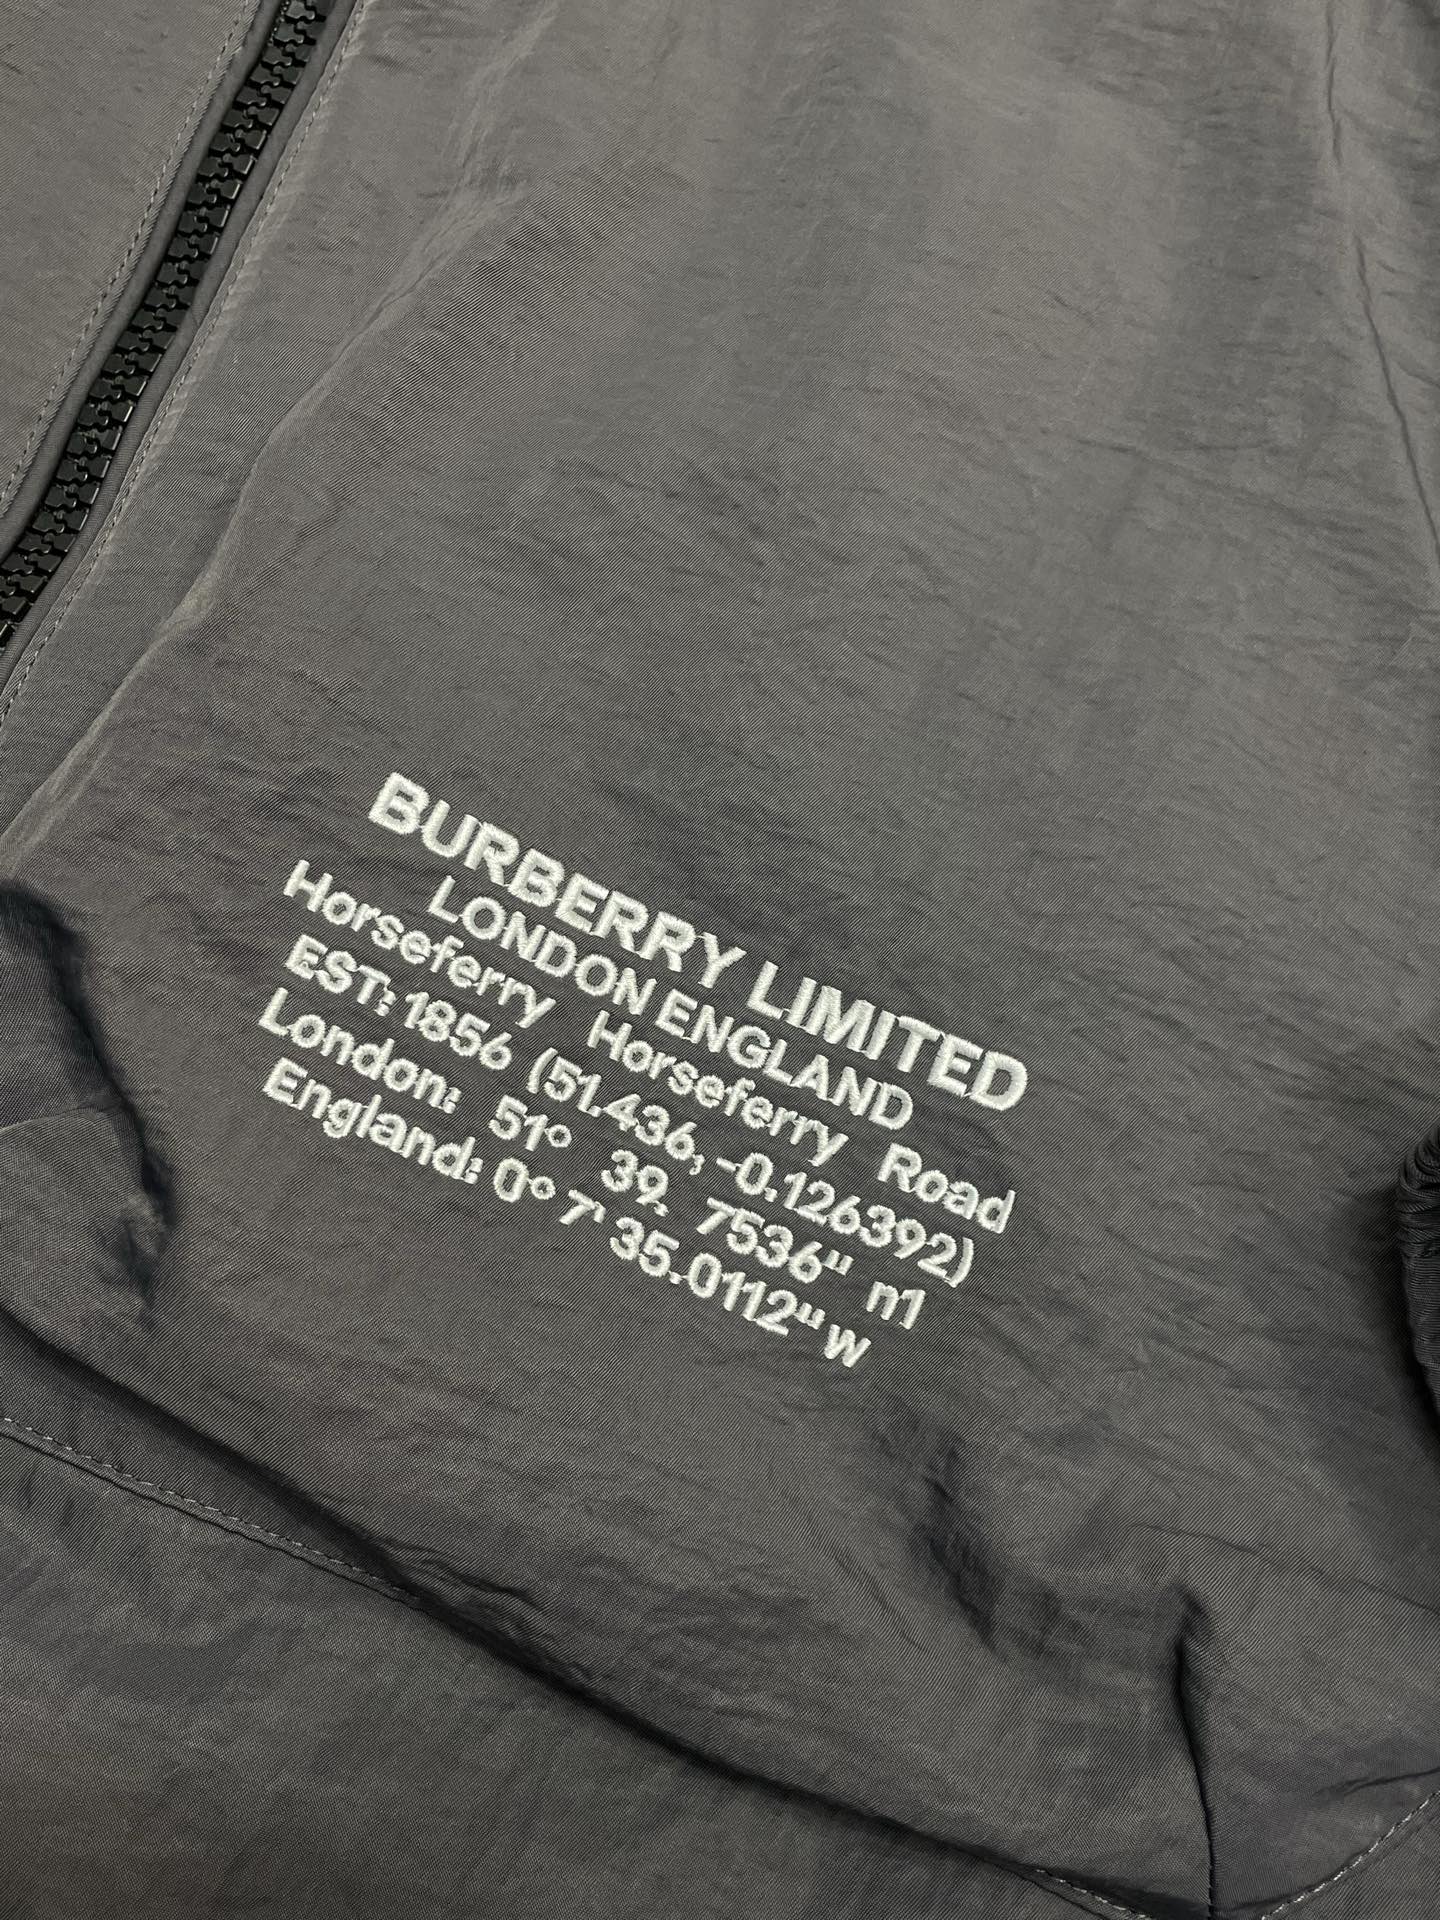 BURBERRY LIMITED
LONDON ENGLAND
Horseferry Horseferry Road
EST: 1856 (51.436, -0.126392)
London: 51° 39. 7536" n1
England: 0° 7' 35.0112" W